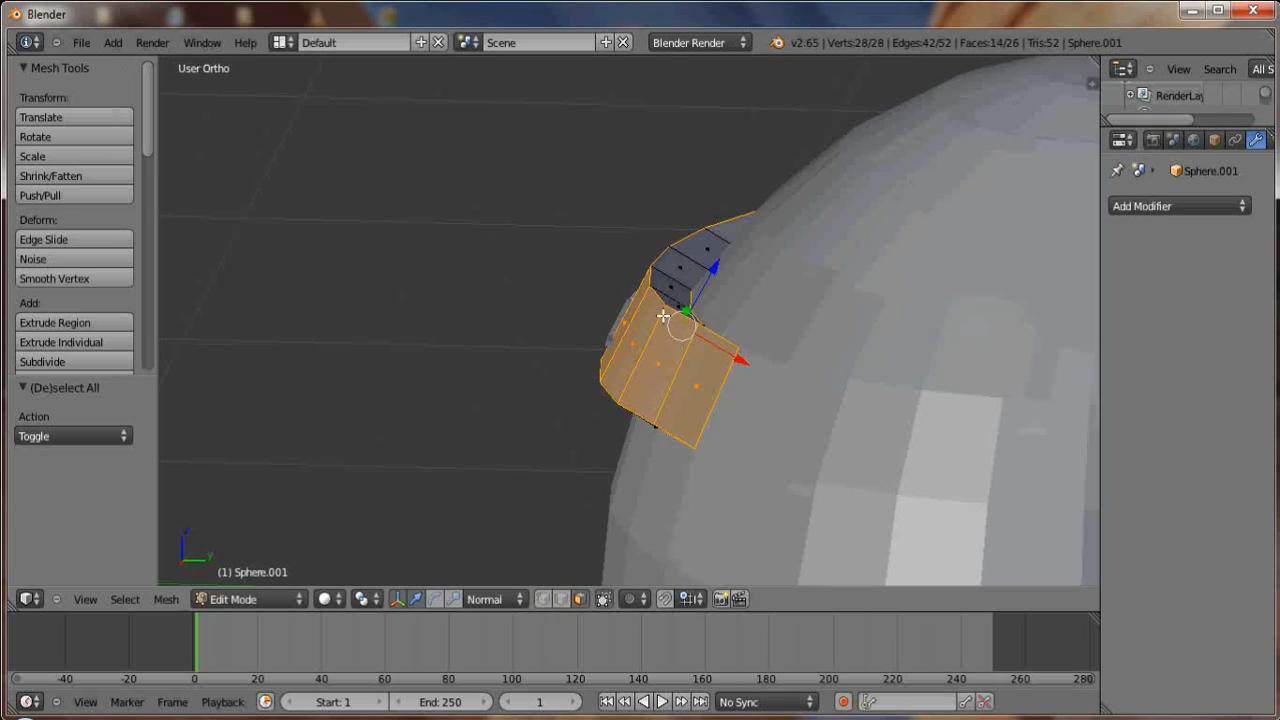 Blender
File Add Render Window Help Default Scene Blender Render v2.65 | Verts:28/28 | Edges:42/52 | Faces:14/26 | Tris:52 | Sphere.001
Mesh Tools
User Ortho
View Search All S
RenderLay
Transform:
Translate
Rotate
Scale
Shrink/Fatten
Push/Pull
Sphere.001
Add Modifier
Deform:
Edge Slide
Noise
Smooth Vertex
Add:
Extrude Region
Extrude Individual
Subdivide
(De)select All
Action
Toggle
z
y
(1) Sphere.001
View Select Mesh Edit Mode Normal
-40 -20 0 20 40 60 80 100 120 140 160 180 200 220 240 260 280
View Marker Frame Playback Start: 1 End: 250 1 No Sync